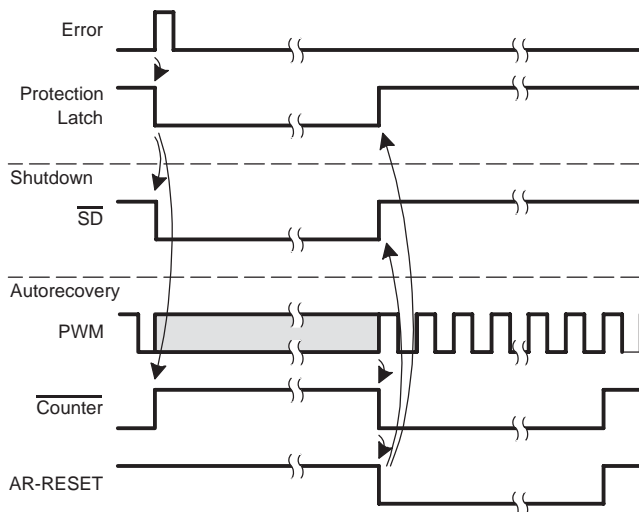 Error
Protection
Latch
Shutdown
SD
Autorecovery
PWM
Counter
AR-RESET